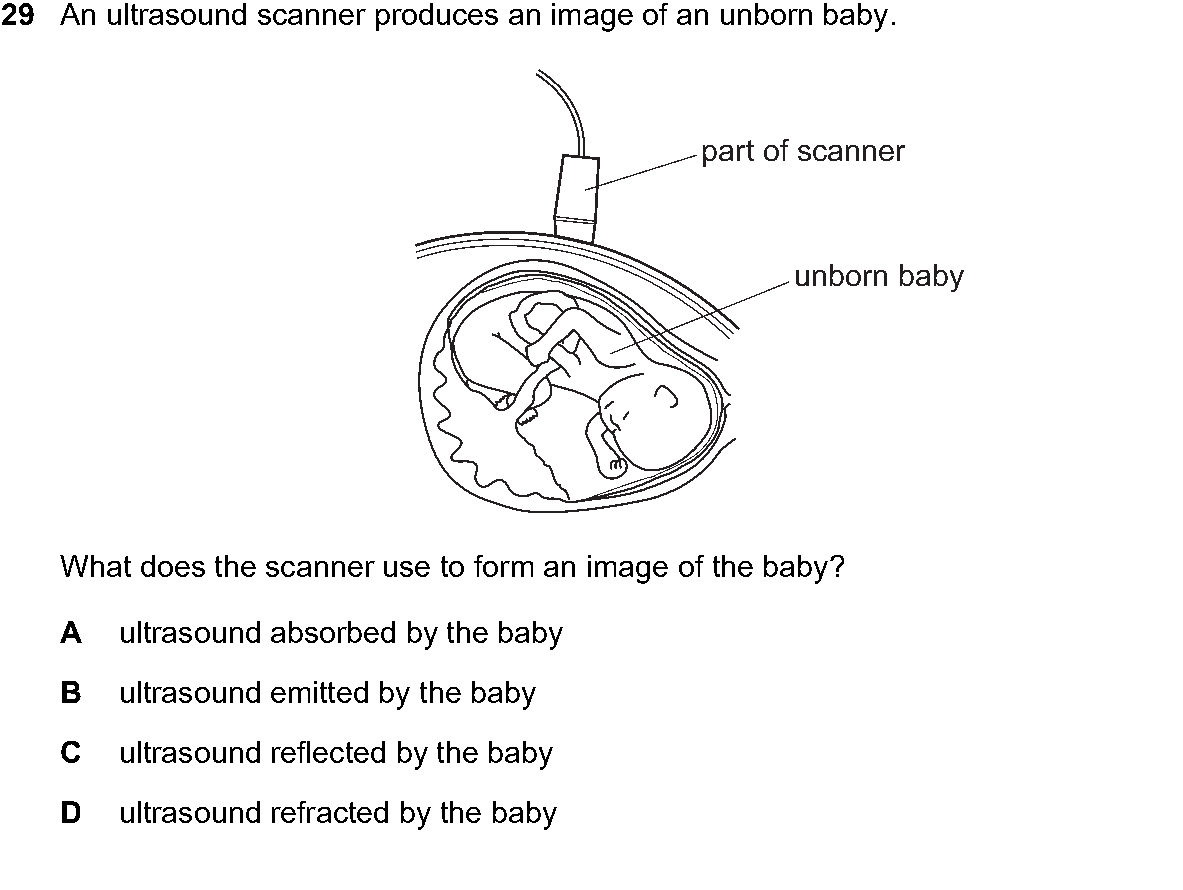 29 An ultrasound scanner produces an image of an unborn baby.
part of scanner
unborn baby
What does the scanner use to form an image of the baby?
A ultrasound absorbed by the baby
B ultrasound emitted by the baby
C ultrasound reflected by the baby
D ultrasound refracted by the baby